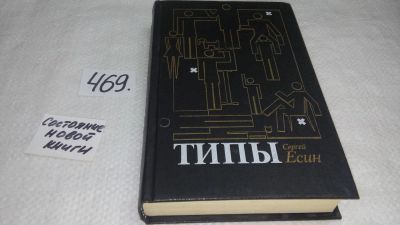 469.
СОСТОЯНИЕ
НОВОЙ
КНИГИ
ТИПЫ
Сергей
Есин